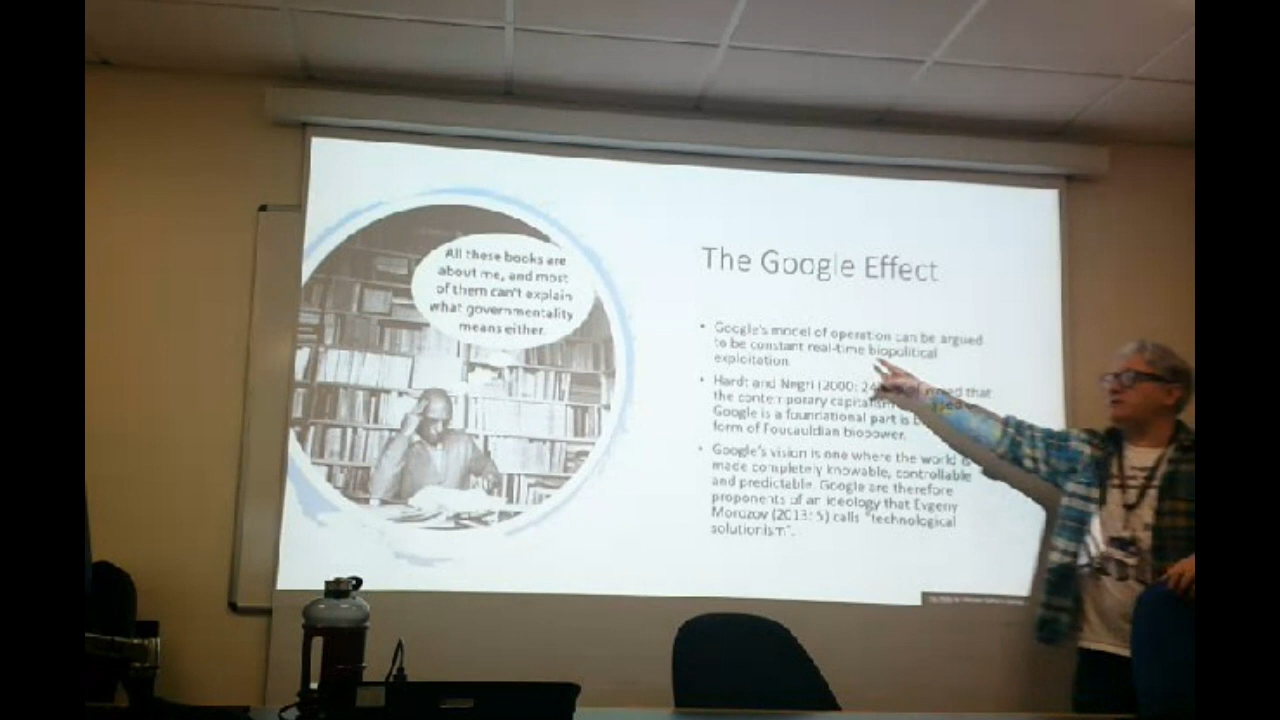 All these books are
about me, and most
of them can't explain
what governmentality
means either.
The Google Effect
• Google's model of operation can be argued
to be constant real-time biopolitical
exploitation.
• Hardt and Negri (2000: 24 that
the contemporary capitalism
Google is a foundational part is
form of Foucauldian biopower.
• Google's vision is one where the world is
made completely knowable, controllable
and predictable. Google are therefore
proponents of an ideology that Evgeny
Morozov (2013: 5) calls "technological
solutionism".